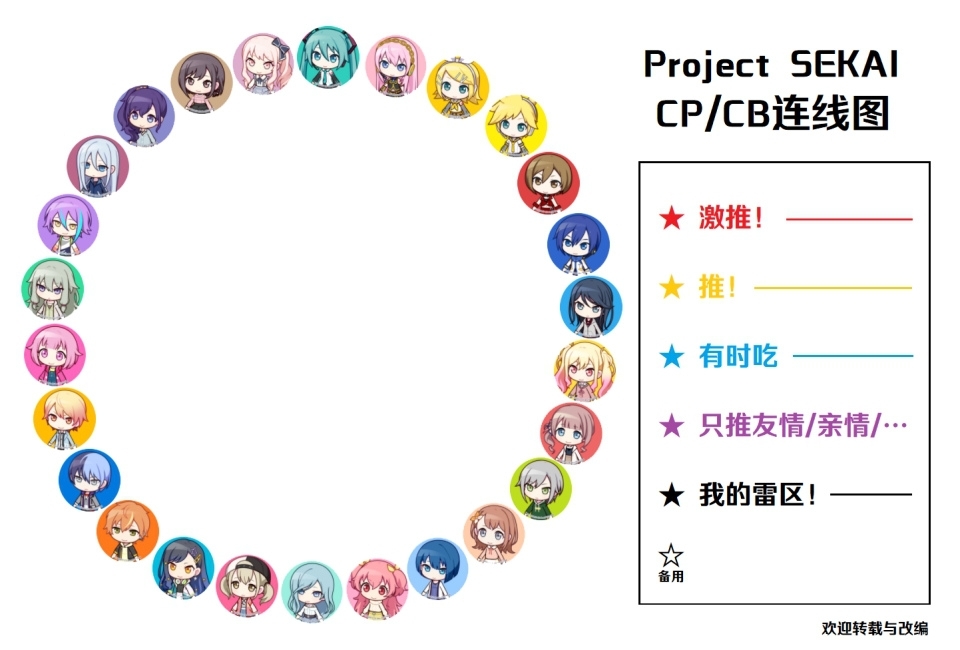 Project SEKAI
CP/CB连线图
★ 激推！
★ 推！
★ 有时吃
★ 只推友情/亲情/…
★ 我的雷区！
☆
备用
欢迎转载与改编